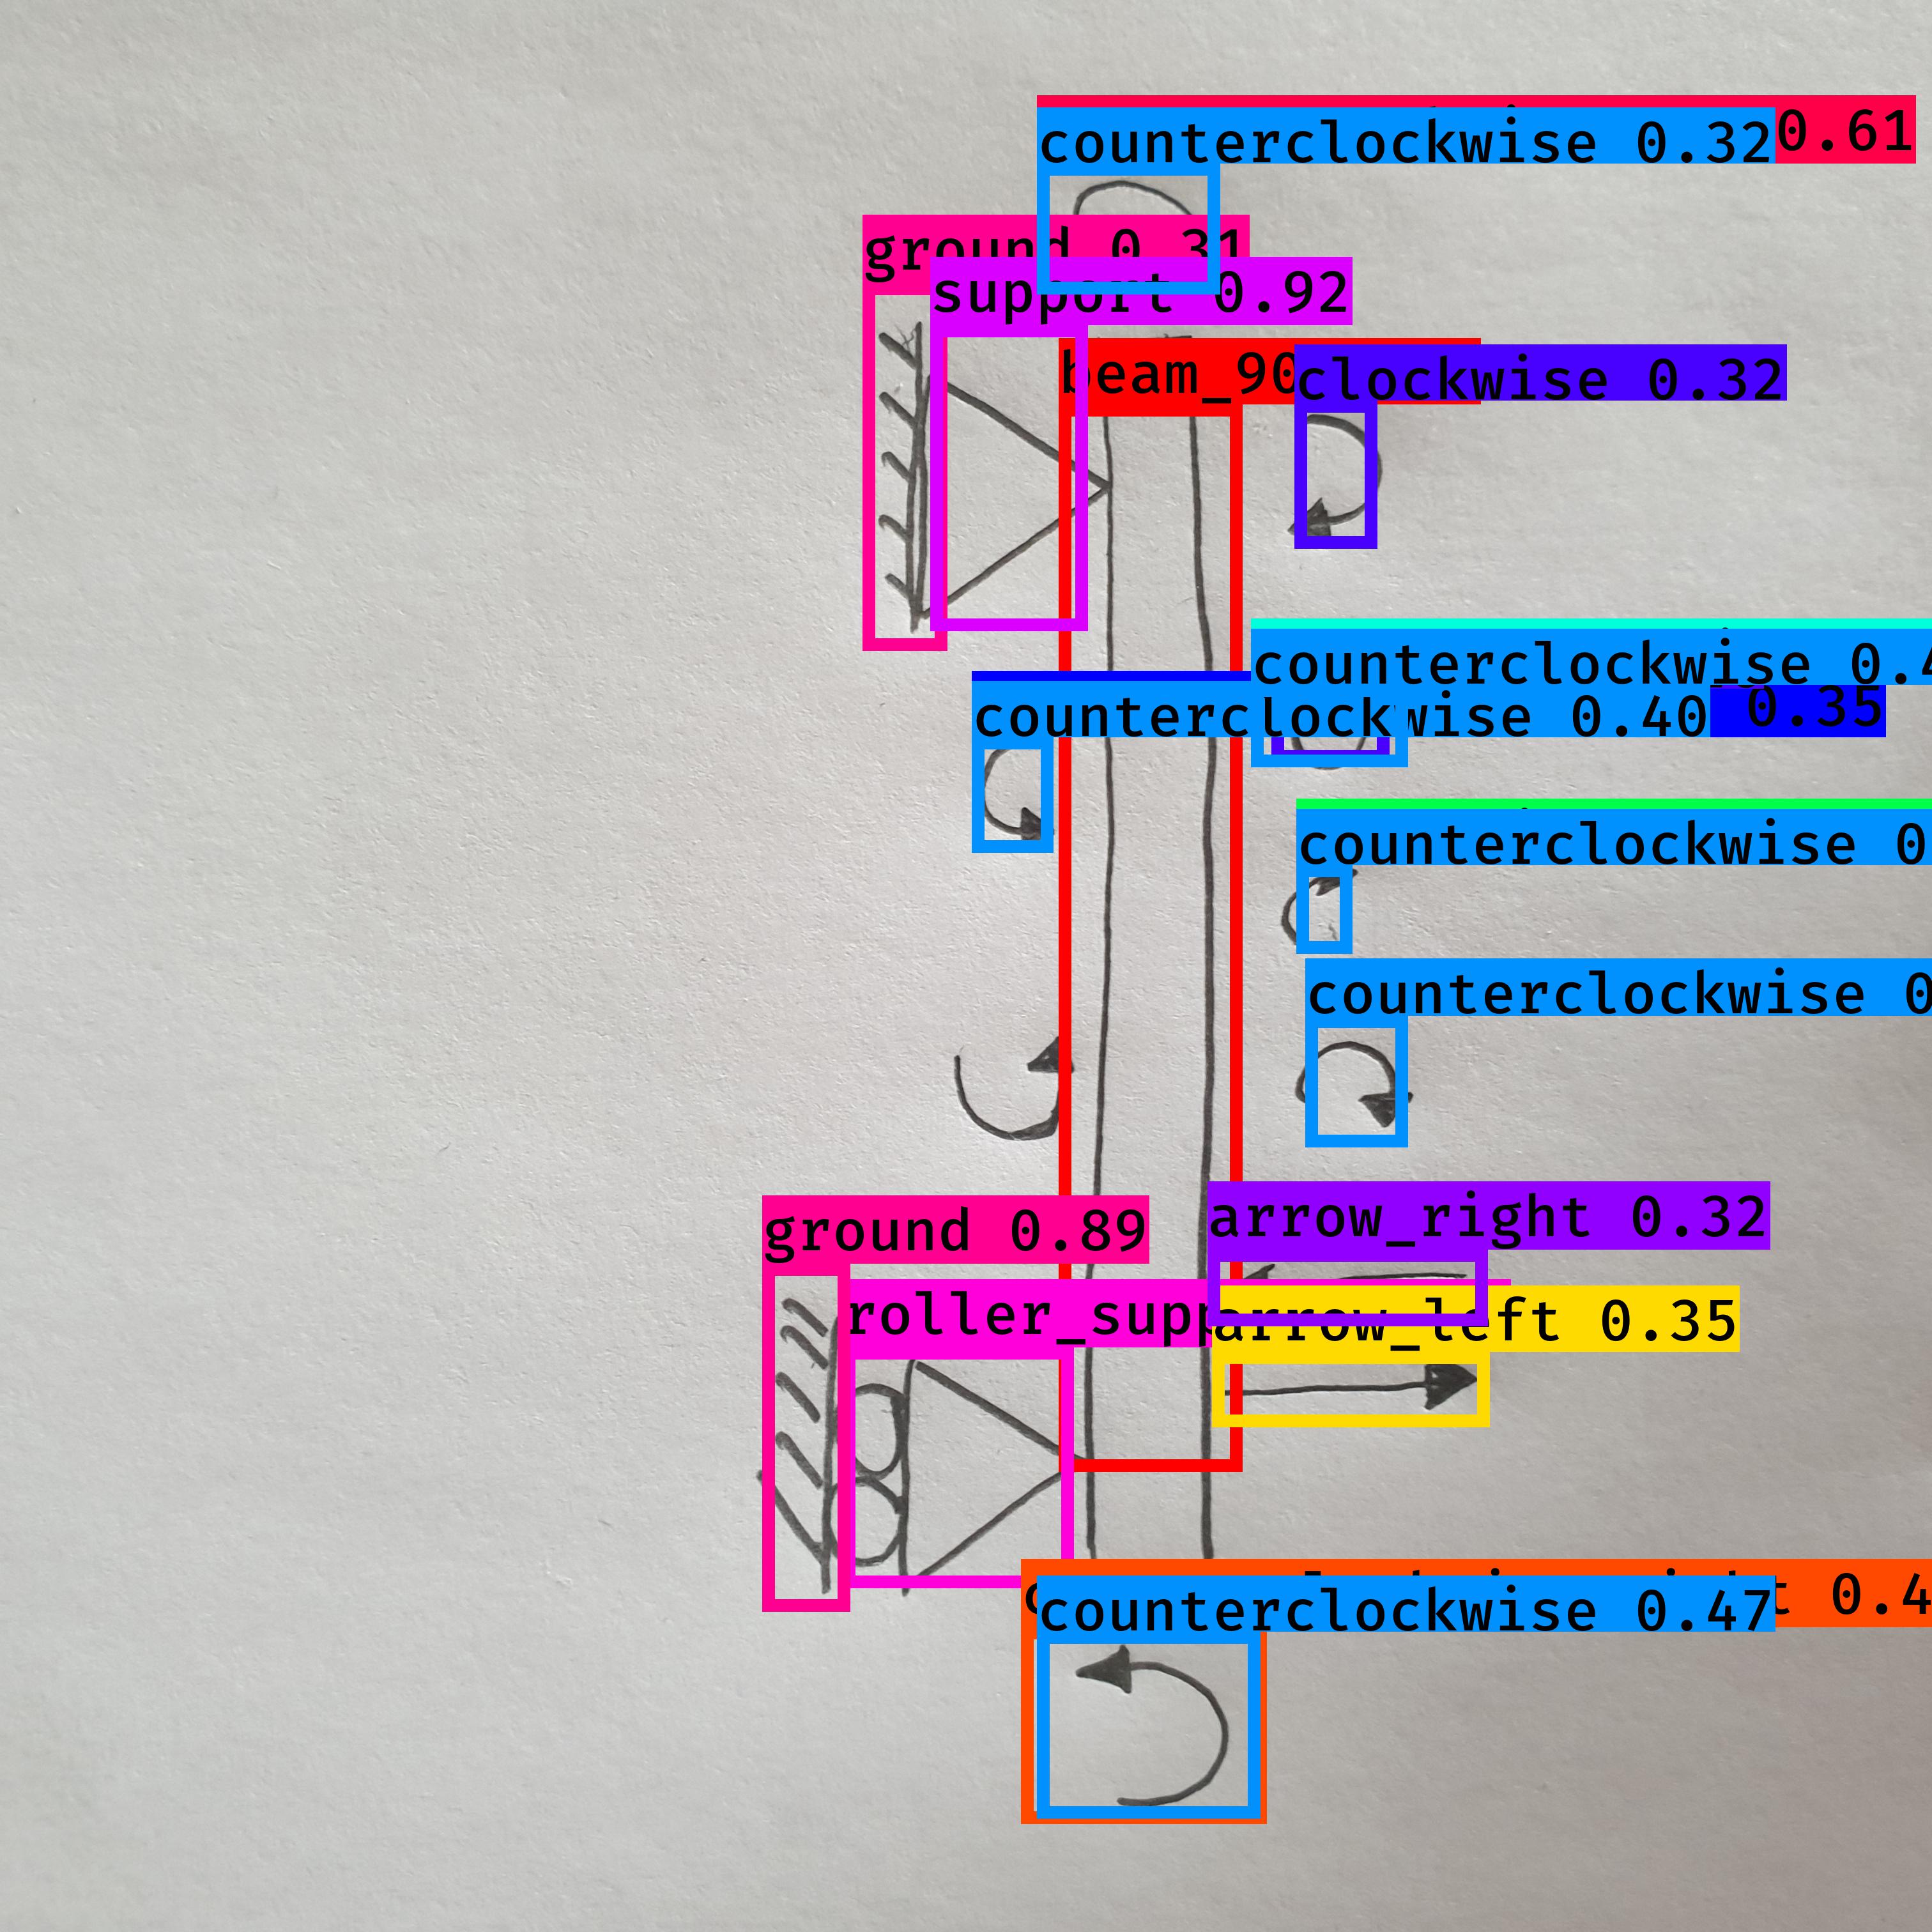 counterclockwise 0.32 0.61
ground 0.31
support 0.92
beam_90
clockwise 0.32
counterclockwise 0.4
counterclockwise 0.40 0.35
counterclockwise 0
counterclockwise 0
arrow_right 0.32
ground 0.89
roller_supp
arrow_left 0.35
0.4
counterclockwise 0.47